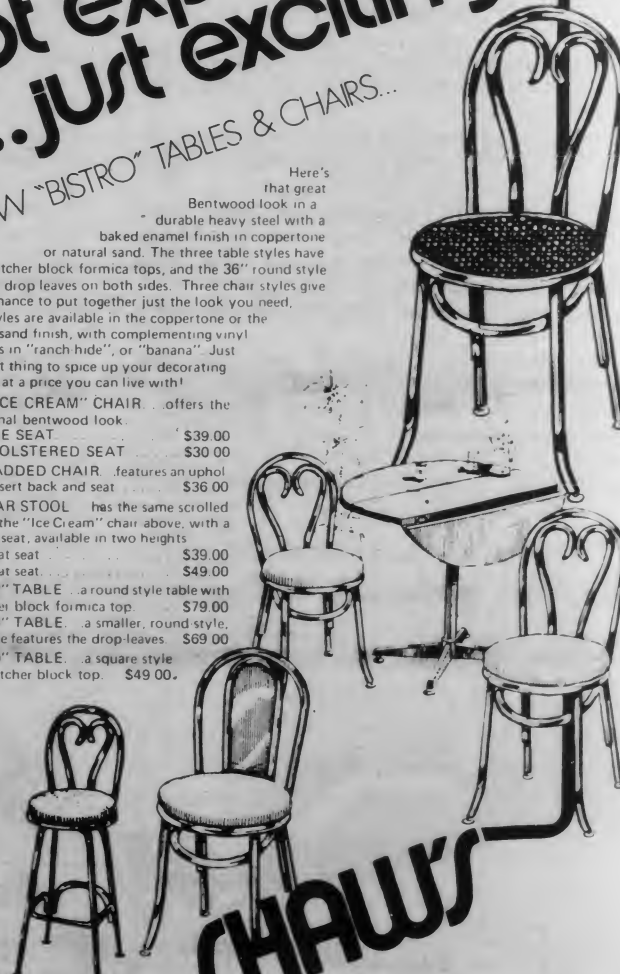 ...just exciting
"BISTRO" TABLES & CHAIRS...
Here's
that great
Bentwood look in a
durable heavy steel with a
baked enamel finish in coppertone
or natural sand. The three table styles have
tcher block formica tops, and the 36" round style
drop leaves on both sides. Three chair styles give
hance to put together just the look you need,
les are available in the coppertone or the
sand finish, with complementing vinyl
s in "ranch hide", or "banana". Just
t thing to spice up your decorating
at a price you can live with!
CE CREAM" CHAIR. . .offers the
nal bentwood look.
E SEAT. $39.00
OLSTERED SEAT $30 00
ADDED CHAIR. .features an uphol
sert back and seat $36 00
AR STOOL has the same scrolled
the "Ice Cream" chair above, with a
seat, available in two heights
at seat $39.00
at seat. $49.00
" TABLE ...a round style table with
er block formica top. $79.00
" TABLE. .a smaller, round style,
e features the drop-leaves. $69 00
" TABLE. .a square style
tcher block top. $49 00.
SHAW'S